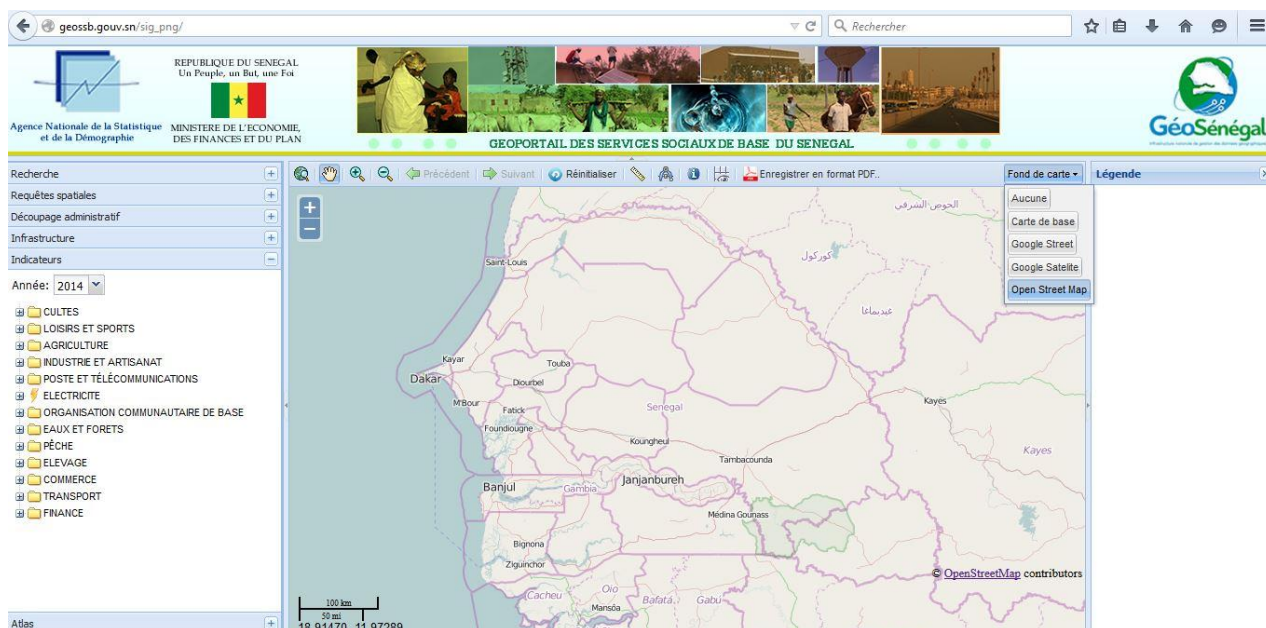 geossb.gouv.sn/sig_png/
Rechercher
Agence Nationale de la Statistique
et de la Démographie
REPUBLIQUE DU SENEGAL
Un Peuple, un But, une Foi
MINISTERE DE L'ECONOMIE,
DES FINANCES ET DU PLAN
GEOPORTAIL DES SERVICES SOCIAUX DE BASE DU SENEGAL
GéoSénégal
Recherche
Requêtes spatiales
Découpage administratif
Infrastructure
Indicateurs
Année: 2014
CULTES
LOISIRS ET SPORTS
AGRICULTURE
INDUSTRIE ET ARTISANAT
POSTE ET TÉLÉCOMMUNICATIONS
ELECTRICITE
ORGANISATION COMMUNAUTAIRE DE BASE
EAUX ET FORETS
PÊCHE
ELEVAGE
COMMERCE
TRANSPORT
FINANCE
Atlas
Précédent Suivant Réinitialiser Enregistrer en format PDF.. Fond de carte
Aucune
Carte de base
Google Street
Google Satelite
Open Street Map
Légende
الحوض الشرقي
كوركول
Saint-Louis
Kayar
Touba
Dakar
Diourbel
M'Bour
Fatick
Senegal
Kayes
Foundiougne
Koungheul
Kayes
Tambacounda
Banjul
Gambia
Janjanbureh
Médina Gounass
Bignona
Ziguinchor
© OpenStreetMap contributors
Cacheu
Oio
Bafatá
Gabú
Mansôa
100 km
50 mi